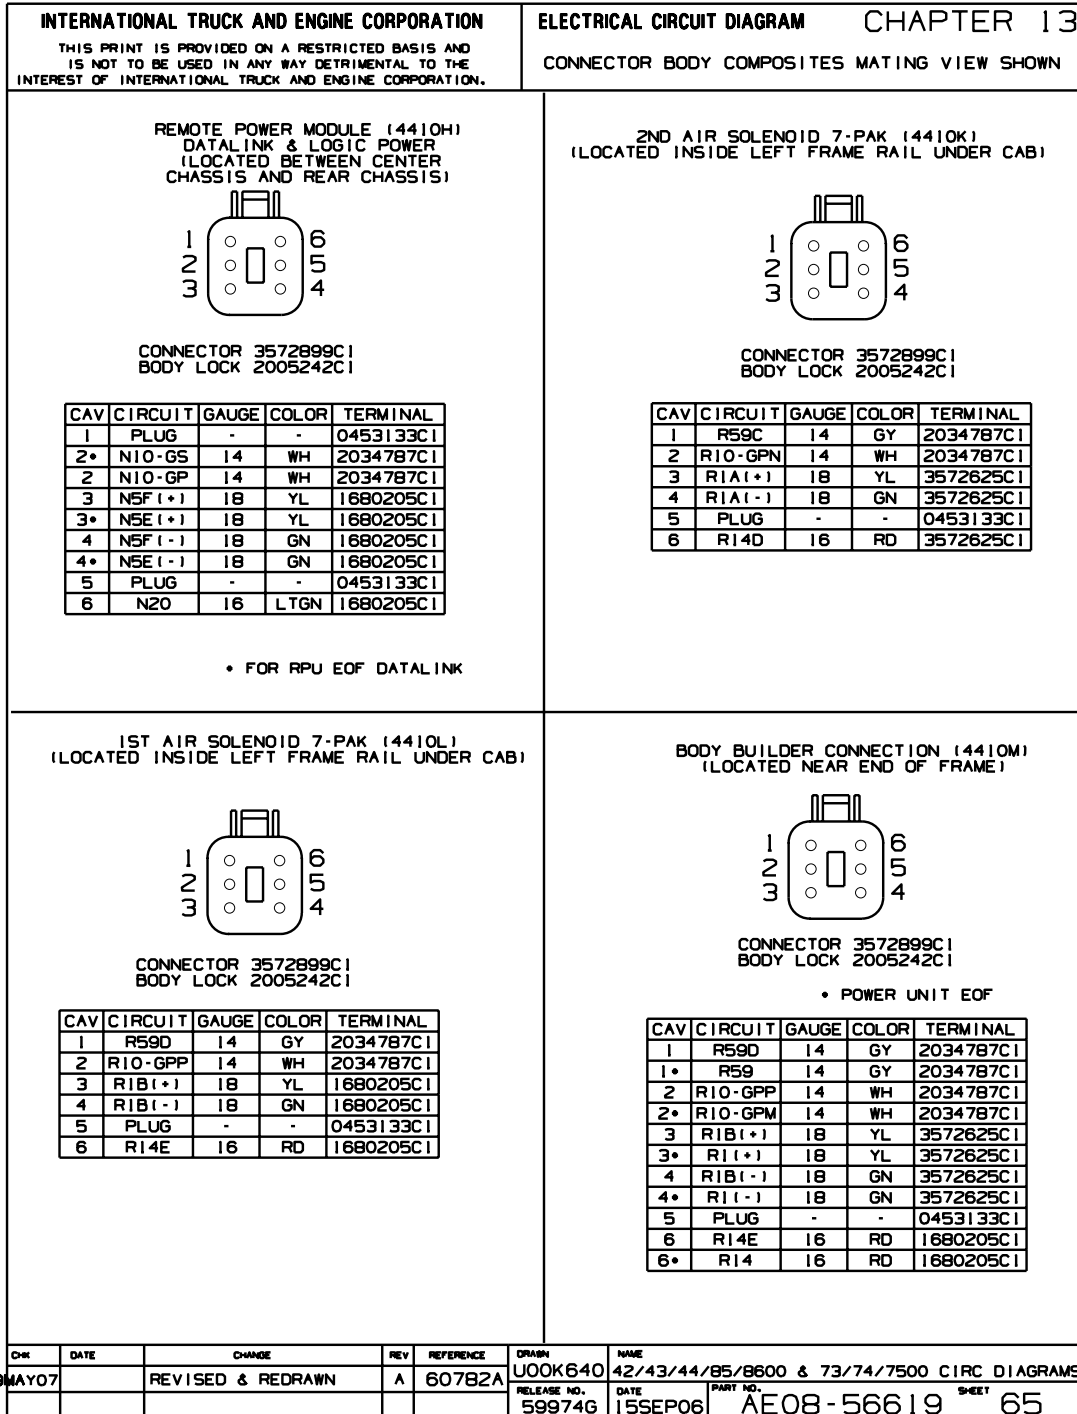 INTERNATIONAL TRUCK AND ENGINE CORPORATION
THIS PRINT IS PROVIDED ON A RESTRICTED BASIS AND
IS NOT TO BE USED IN ANY WAY DETRIMENTAL TO THE
INTEREST OF INTERNATIONAL TRUCK AND ENGINE CORPORATION.
ELECTRICAL CIRCUIT DIAGRAM CHAPTER 13
CONNECTOR BODY COMPOSITES MATING VIEW SHOWN
REMOTE POWER MODULE (4410H)
DATALINK & LOGIC POWER
(LOCATED BETWEEN CENTER
CHASSIS AND REAR CHASSIS)
1 6
2 5
3 4
CONNECTOR 3572899C1
BODY LOCK 2005242C1
CAV CIRCUIT GAUGE COLOR TERMINAL
1 PLUG - - 0453133C1
2• N10-GS 14 WH 2034787C1
2 N10-GP 14 WH 2034787C1
3 N5F(+) 18 YL 1680205C1
3• N5E(+) 18 YL 1680205C1
4 N5F(-) 18 GN 1680205C1
4• N5E(-) 18 GN 1680205C1
5 PLUG - - 0453133C1
6 N20 16 LTGN 1680205C1
• FOR RPU EOF DATALINK
2ND AIR SOLENOID 7-PAK (4410K)
(LOCATED INSIDE LEFT FRAME RAIL UNDER CAB)
1 6
2 5
3 4
CONNECTOR 3572899C1
BODY LOCK 2005242C1
CAV CIRCUIT GAUGE COLOR TERMINAL
1 R59C 14 GY 2034787C1
2 R10-GPN 14 WH 2034787C1
3 R1A(+) 18 YL 3572625C1
4 R1A(-) 18 GN 3572625C1
5 PLUG - - 0453133C1
6 R14D 16 RD 3572625C1
1ST AIR SOLENOID 7-PAK (4410L)
(LOCATED INSIDE LEFT FRAME RAIL UNDER CAB)
1 6
2 5
3 4
CONNECTOR 3572899C1
BODY LOCK 2005242C1
CAV CIRCUIT GAUGE COLOR TERMINAL
1 R59D 14 GY 2034787C1
2 R10-GPP 14 WH 2034787C1
3 R1B(+) 18 YL 1680205C1
4 R1B(-) 18 GN 1680205C1
5 PLUG - - 0453133C1
6 R14E 16 RD 1680205C1
BODY BUILDER CONNECTION (4410M)
(LOCATED NEAR END OF FRAME)
1 6
2 5
3 4
CONNECTOR 3572899C1
BODY LOCK 2005242C1
• POWER UNIT EOF
CAV CIRCUIT GAUGE COLOR TERMINAL
1 R59D 14 GY 2034787C1
1• R59 14 GY 2034787C1
2 R10-GPP 14 WH 2034787C1
2• R10-GPM 14 WH 2034787C1
3 R1B(+) 18 YL 3572625C1
3• R1(+) 18 YL 3572625C1
4 R1B(-) 18 GN 3572625C1
4• R1(-) 18 GN 3572625C1
5 PLUG - - 0453133C1
6 R14E 16 RD 1680205C1
6• R14 16 RD 1680205C1
CHK DATE CHANGE REV REFERENCE
MAY07 REVISED & REDRAWN A 60782A
DRAWN U00K640 NAME 42/43/44/85/8600 & 73/74/7500 CIRC DIAGRAMS
RELEASE NO. 59974G DATE 15SEP06 PART NO. AE08-56619 SHEET 65